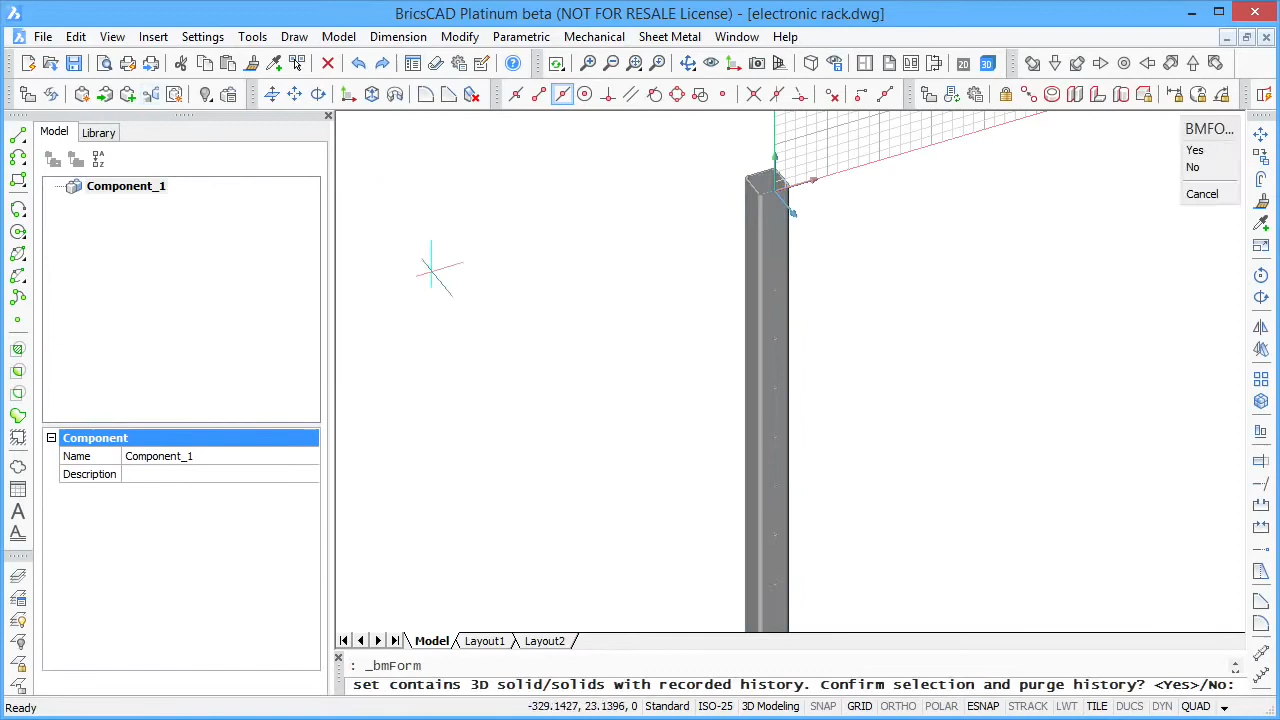 BricsCAD Platinum beta (NOT FOR RESALE License) - [electronic rack.dwg]
File Edit View Insert Settings Tools Draw Model Dimension Modify Parametric Mechanical Sheet Metal Window Help
2D 3D
Model Library
Component_1
BMFO...
Yes
No
Cancel
Component
Name Component_1
Description
Model Layout1 Layout2
: _bmForm
set contains 3D solid/solids with recorded history. Confirm selection and purge history? <Yes>/No:
Ready -329.1427, 23.1396, 0 Standard ISO-25 3D Modeling SNAP GRID ORTHO POLAR ESNAP STRACK LWT TILE DUCS DYN QUAD